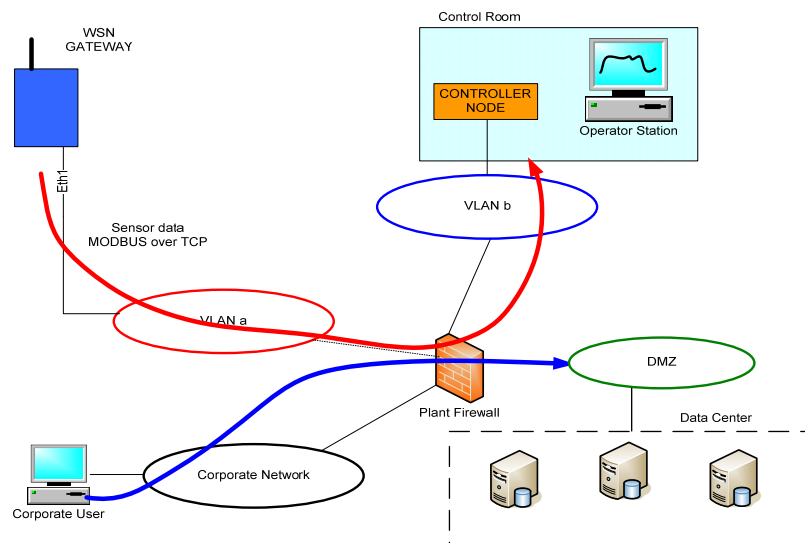 WSN
GATEWAY
Control Room
CONTROLLER
NODE
Operator Station
Eth1
VLAN b
Sensor data
MODBUS over TCP
VLAN a
DMZ
Plant Firewall
Data Center
Corporate Network
Corporate User